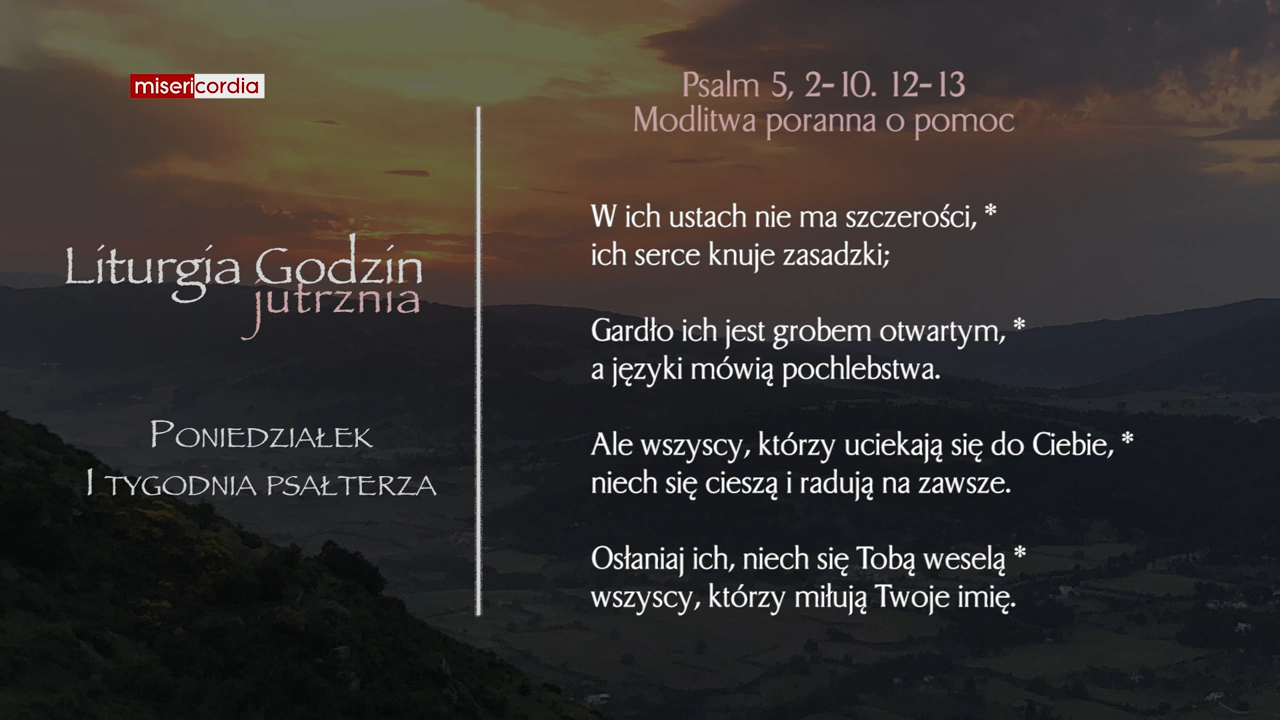 misericordia
Liturgia Godzin
jutrznia
Poniedziałek
I tygodnia psałterza
Psalm 5, 2-10. 12-13
Modlitwa poranna o pomoc
W ich ustach nie ma szczerości, *
ich serce knuje zasadzki;
Gardło ich jest grobem otwartym, *
a języki mówią pochlebstwa.
Ale wszyscy, którzy uciekają się do Ciebie, *
niech się cieszą i radują na zawsze.
Osłaniaj ich, niech się Tobą weselą *
wszyscy, którzy miłują Twoje imię.